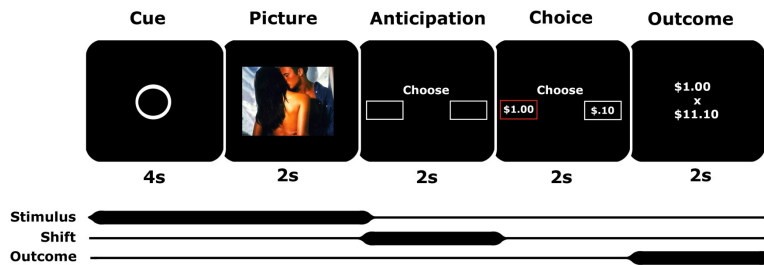 Cue Picture Anticipation Choice Outcome
Choose
Choose
$1.00 $.10
$1.00
x
$11.10
4s 2s 2s 2s 2s
Stimulus
Shift
Outcome